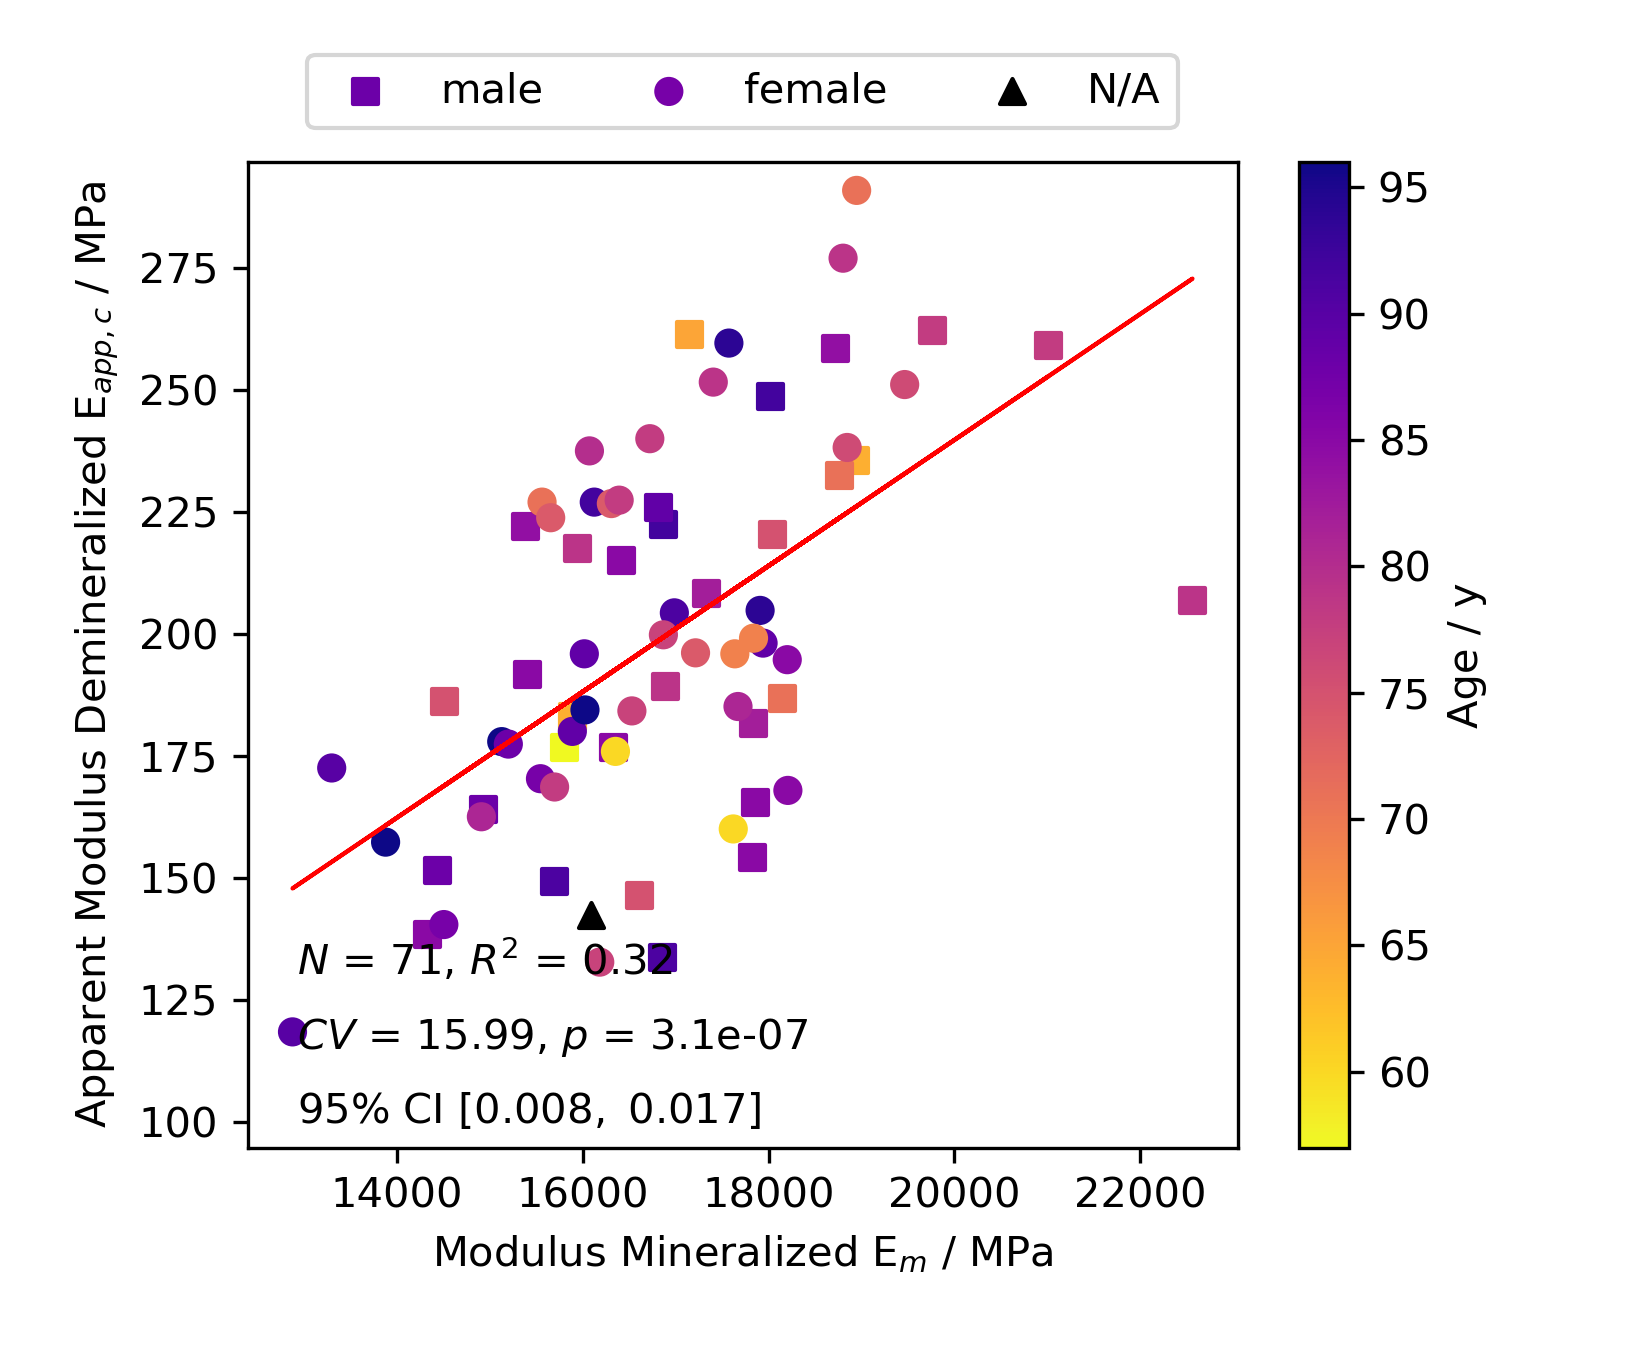 male female N/A
Apparent Modulus Demineralized E_app,c / MPa
275
250
225
200
175
150
125
100
N = 71, R² = 0.32
CV = 15.99, p = 3.1e-07
95% CI [0.008, 0.017]
14000 16000 18000 20000 22000
Modulus Mineralized E_m / MPa
95
90
85
80
75
70
65
60
Age / y